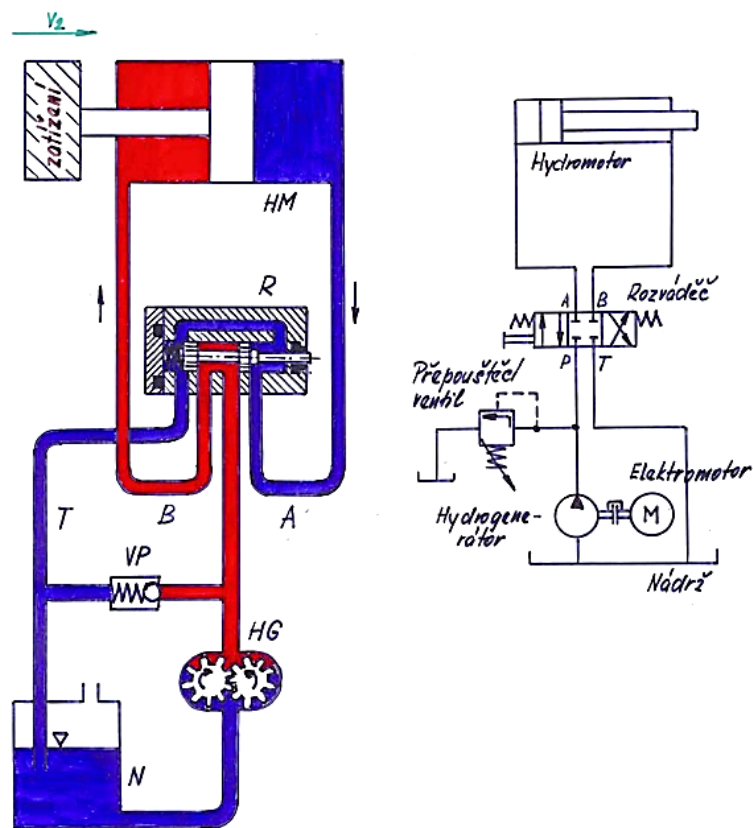 V₂
zatížení
HM
R
T
B
A
VP
HG
N
Hydromotor
A
B
Rozváděč
P
T
Přepouštěcí
ventil
Elektromotor
M
Hydrogene-
rátor
Nádrž